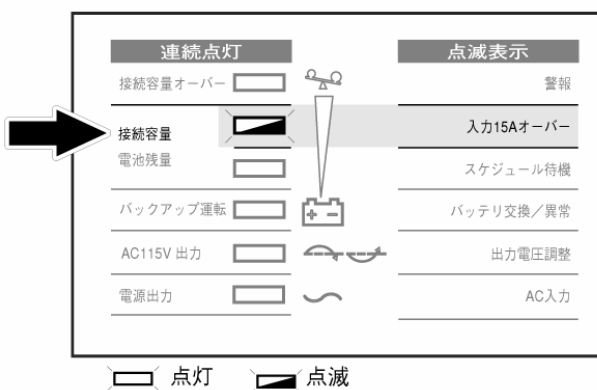 連続点灯 点滅表示
接続容量オーバー 警報
接続容量 入力15Aオーバー
電池残量 スケジュール待機
バックアップ運転 + − バッテリ交換／異常
AC115V 出力 出力電圧調整
電源出力 AC入力
点灯 点滅